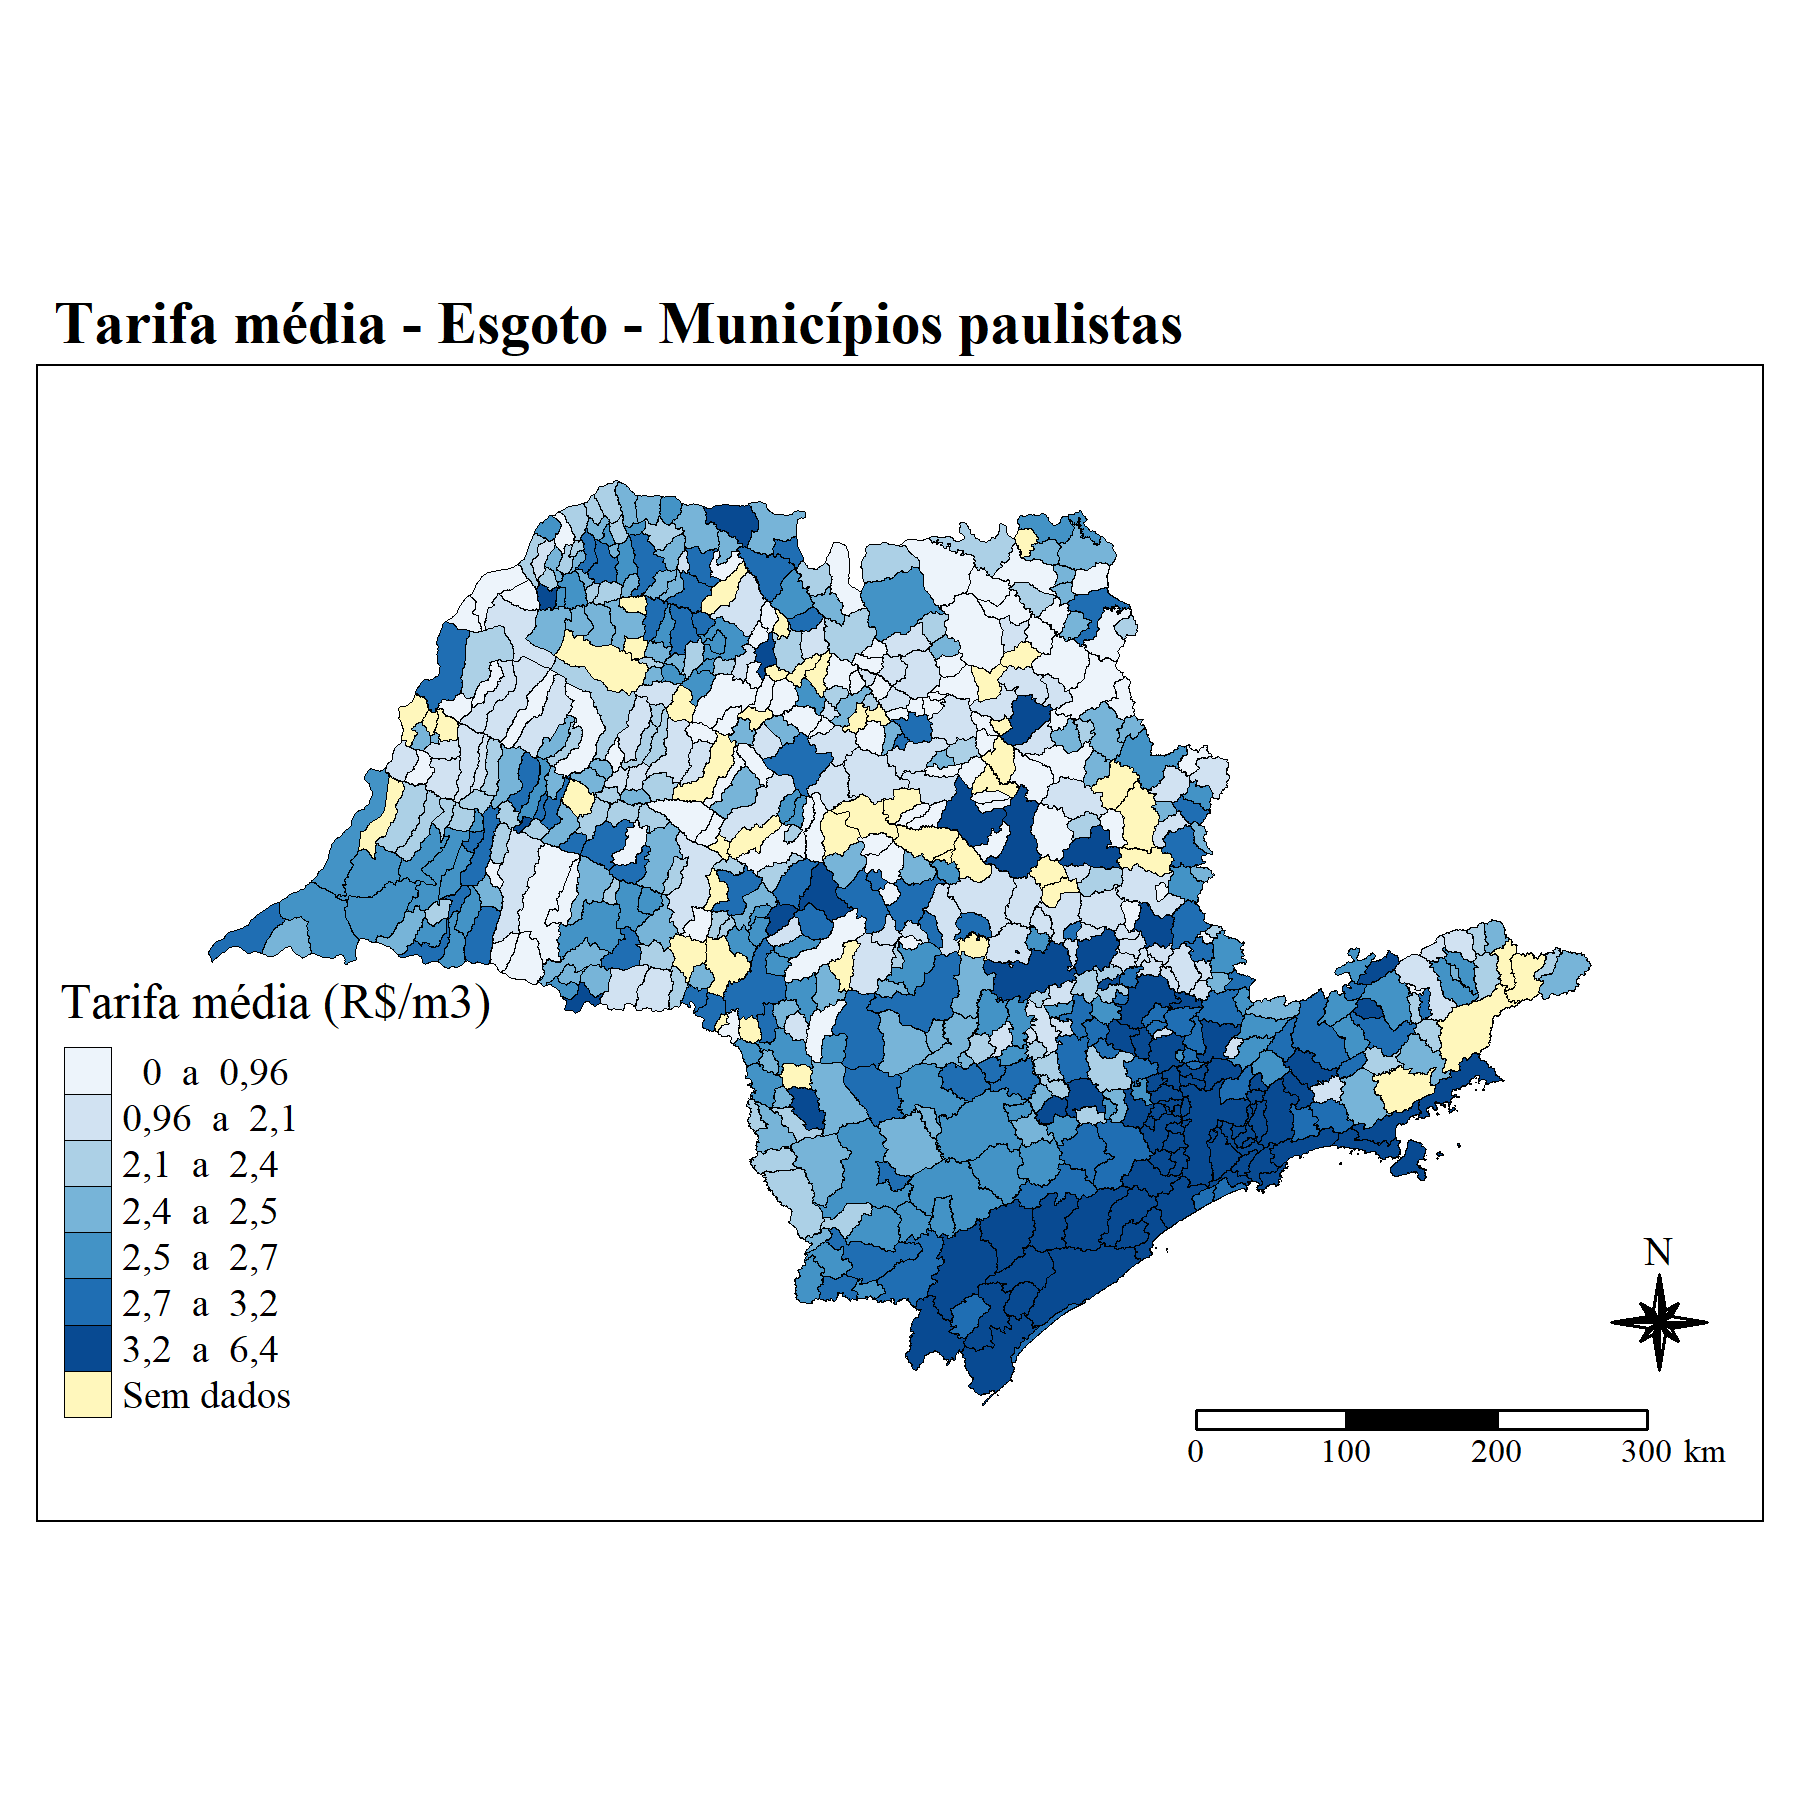 Tarifa média - Esgoto - Municípios paulistas
Tarifa média (R$/m3)
0 a 0,96
0,96 a 2,1
2,1 a 2,4
2,4 a 2,5
2,5 a 2,7
2,7 a 3,2
3,2 a 6,4
Sem dados
N
0 100 200 300 km